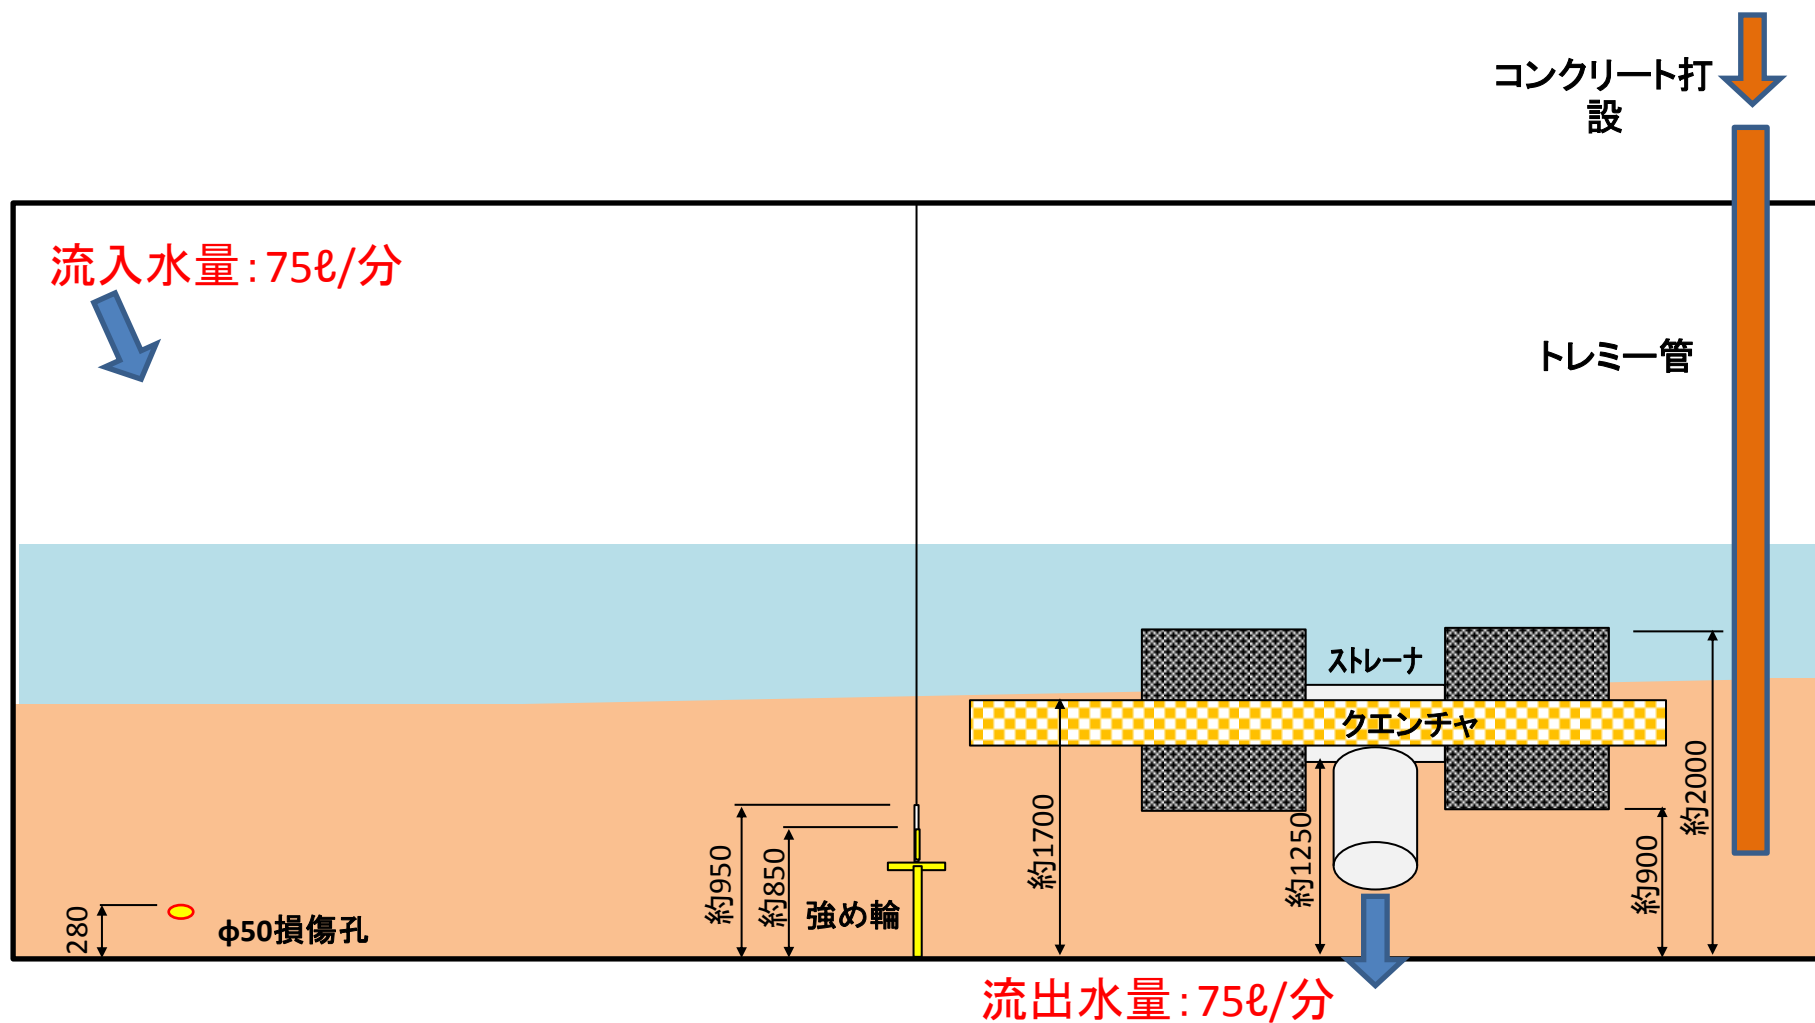 コンクリート打
設
流入水量：75ℓ/分
トレミー管
ストレーナ
クエンチャ
約2000
約1700
約1250
約900
約950
約850
強め輪
280
φ50損傷孔
流出水量：75ℓ/分